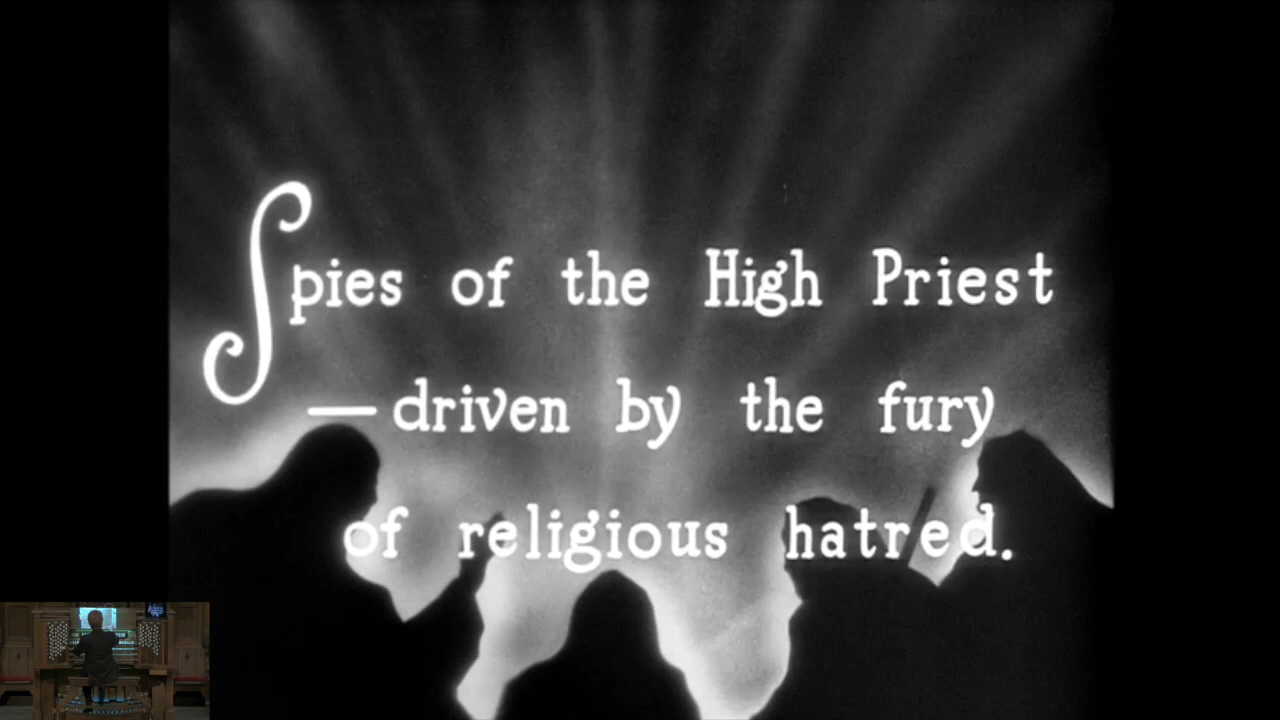 Spies of the High Priest
—driven by the fury
of religious hatred.